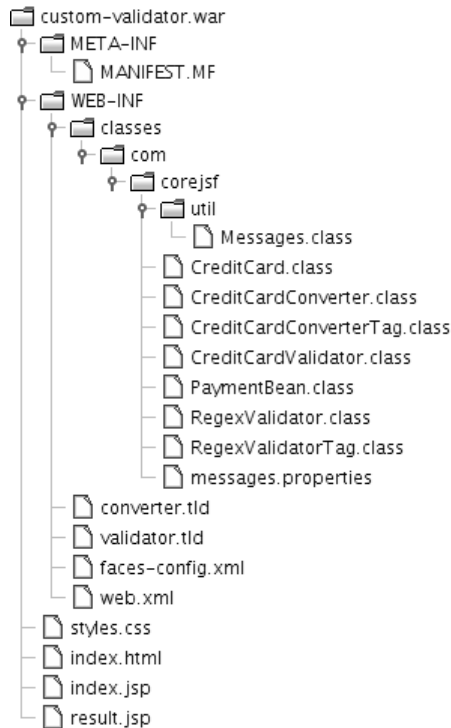 custom-validator.war
META-INF
MANIFEST.MF
WEB-INF
classes
com
corejsf
util
Messages.class
CreditCard.class
CreditCardConverter.class
CreditCardConverterTag.class
CreditCardValidator.class
PaymentBean.class
RegexValidator.class
RegexValidatorTag.class
messages.properties
converter.tld
validator.tld
faces-config.xml
web.xml
styles.css
index.html
index.jsp
result.jsp